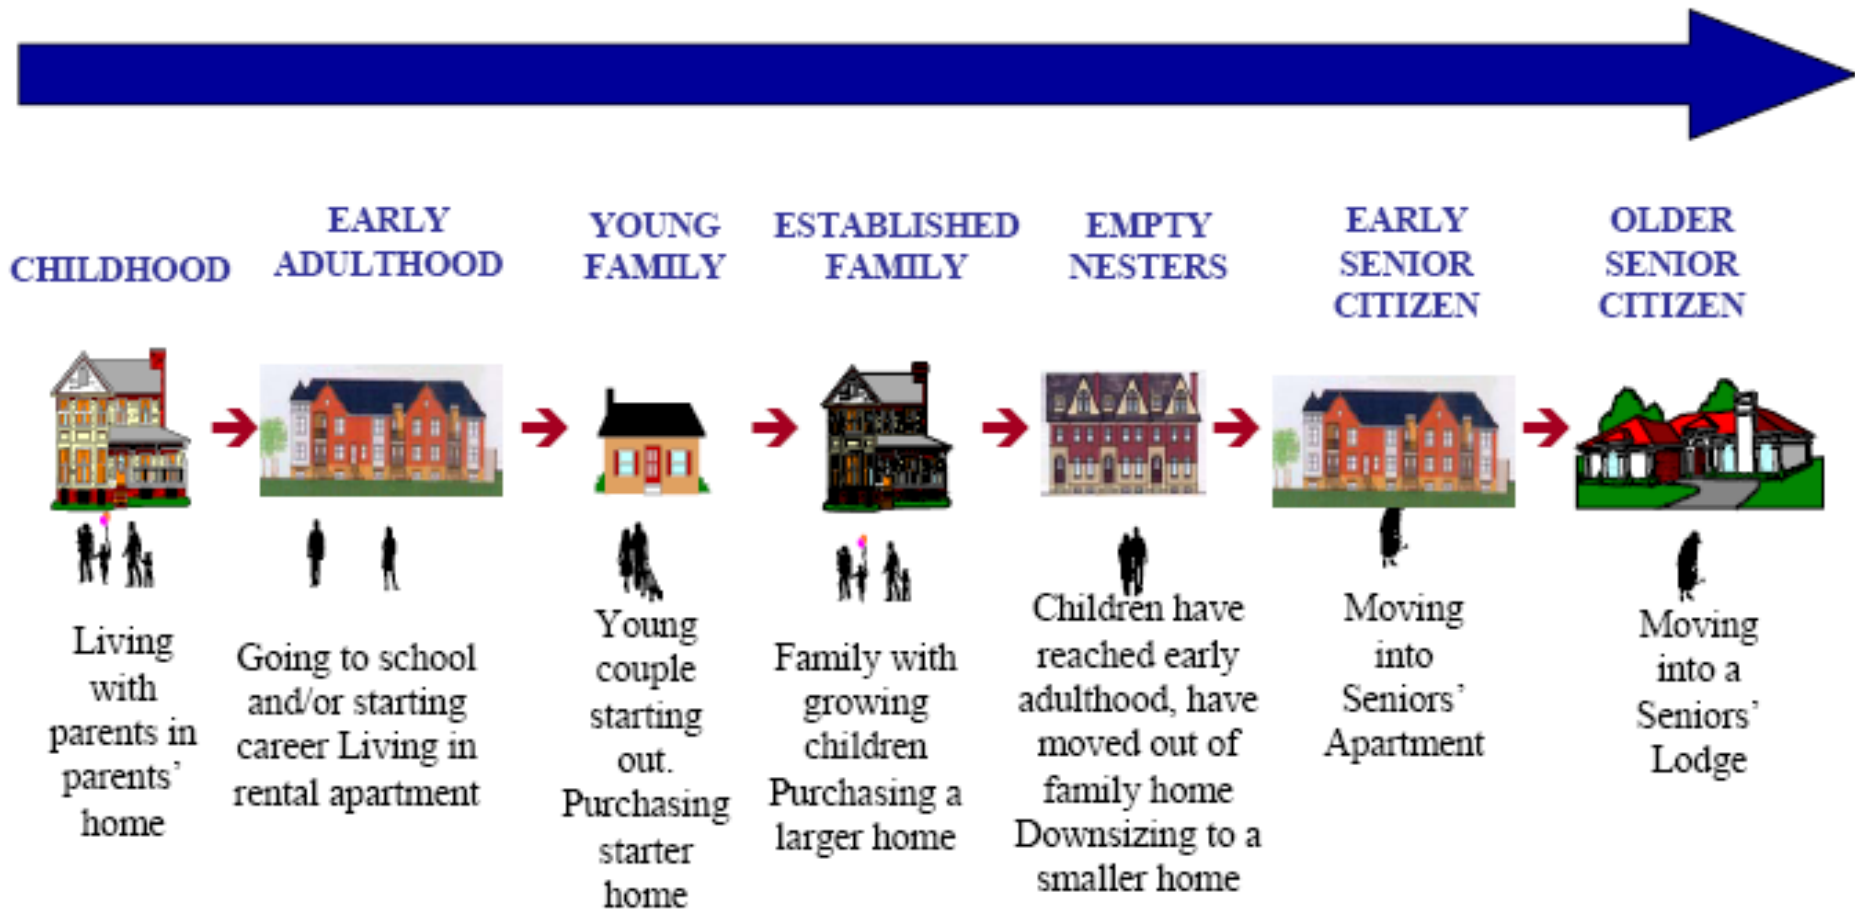 CHILDHOOD
EARLY
ADULTHOOD
YOUNG
FAMILY
ESTABLISHED
FAMILY
EMPTY
NESTERS
EARLY
SENIOR
CITIZEN
OLDER
SENIOR
CITIZEN
Living
with
parents in
parents’
home
Going to school
and/or starting
career Living in
rental apartment
Young
couple
starting
out.
Purchasing
starter
home
Family with
growing
children
Purchasing a
larger home
Children have
reached early
adulthood, have
moved out of
family home
Downsizing to a
smaller home
Moving
into
Seniors’
Apartment
Moving
into a
Seniors’
Lodge